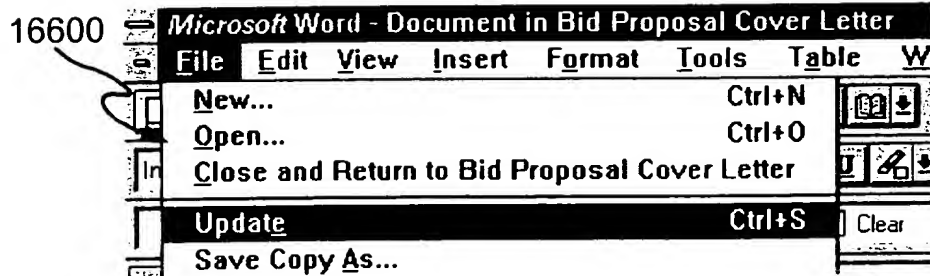 16600
Microsoft Word - Document in Bid Proposal Cover Letter
File Edit View Insert Format Tools Table W
New... Ctrl+N
Open... Ctrl+O
In
Close and Return to Bid Proposal Cover Letter
Update Ctrl+S
Clear
Save Copy As...